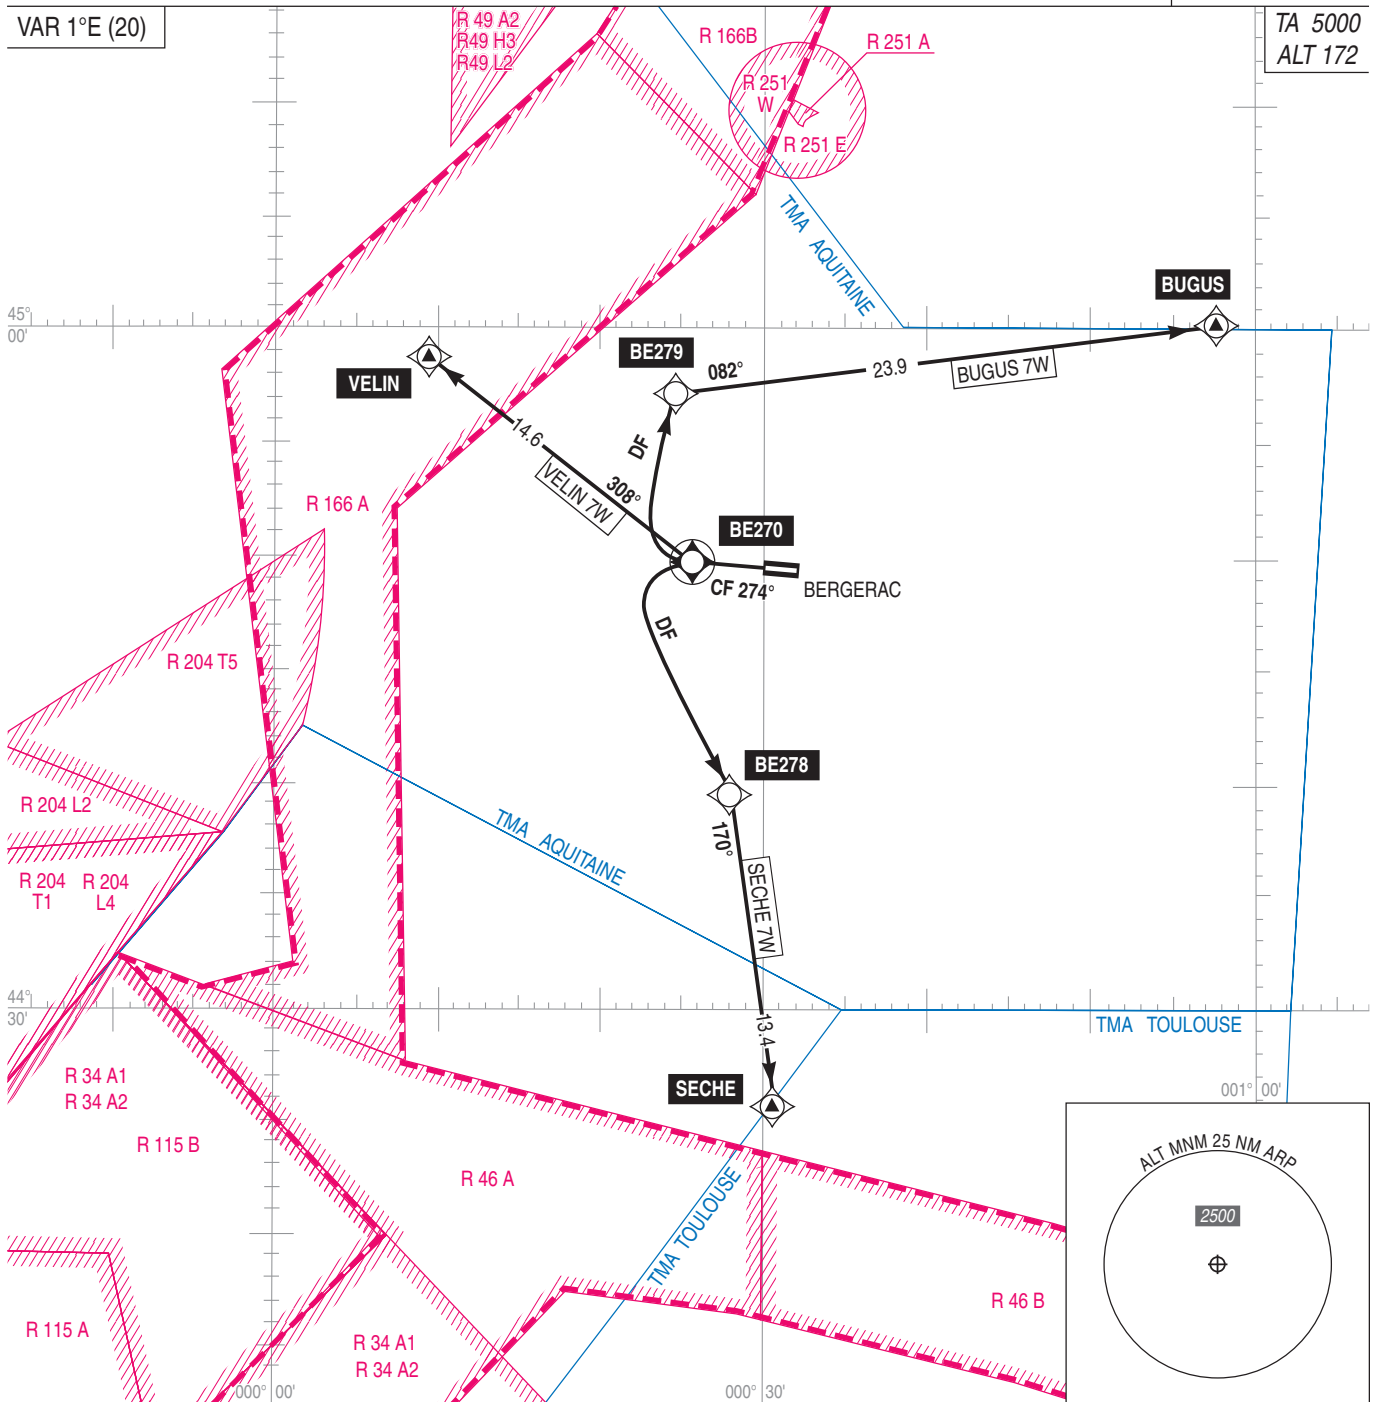 VAR 1°E (20)
R 49 A2
R49 H3
R49 L2
R 166B
R 251 A
TA 5000
ALT 172
R 251
W
R 251 E
TMA AQUITAINE
BUGUS
45°
00'
BE279
VELIN
082°
23.9
BUGUS 7W
14.6
DF
308°
VELIN 7W
R 166 A
BE270
CF 274°
BERGERAC
DF
R 204 T5
BE278
R 204 L2
TMA AQUITAINE
170°
R 204
T1
R 204
L4
SECHE 7W
44°
30'
13.4
TMA TOULOUSE
R 34 A1
R 34 A2
SECHE
001° 00'
R 115 B
R 46 A
ALT MNM 25 NM ARP
TMA TOULOUSE
2500
R 46 B
R 115 A
R 34 A1
R 34 A2
000° 00'
000° 30'